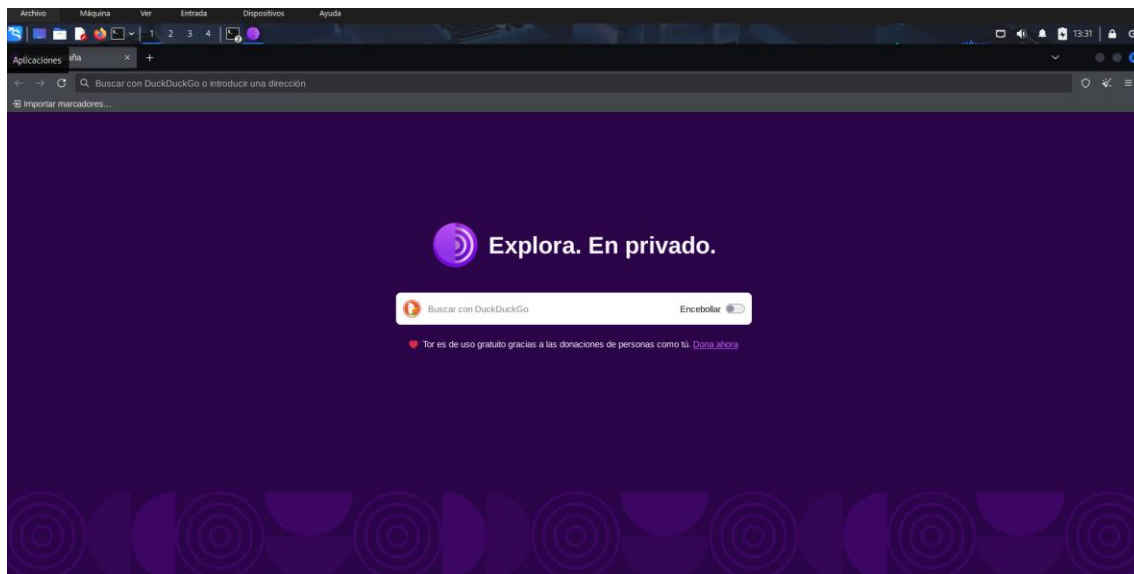 Archivo Máquina Ver Entrada Dispositivos Ayuda
1 2 3 4 2 13:31
Aplicaciones aña
Buscar con DuckDuckGo o introducir una dirección
Importar marcadores...
Explora. En privado.
Buscar con DuckDuckGo Encebollar
Tor es de uso gratuito gracias a las donaciones de personas como tú. Dona ahora